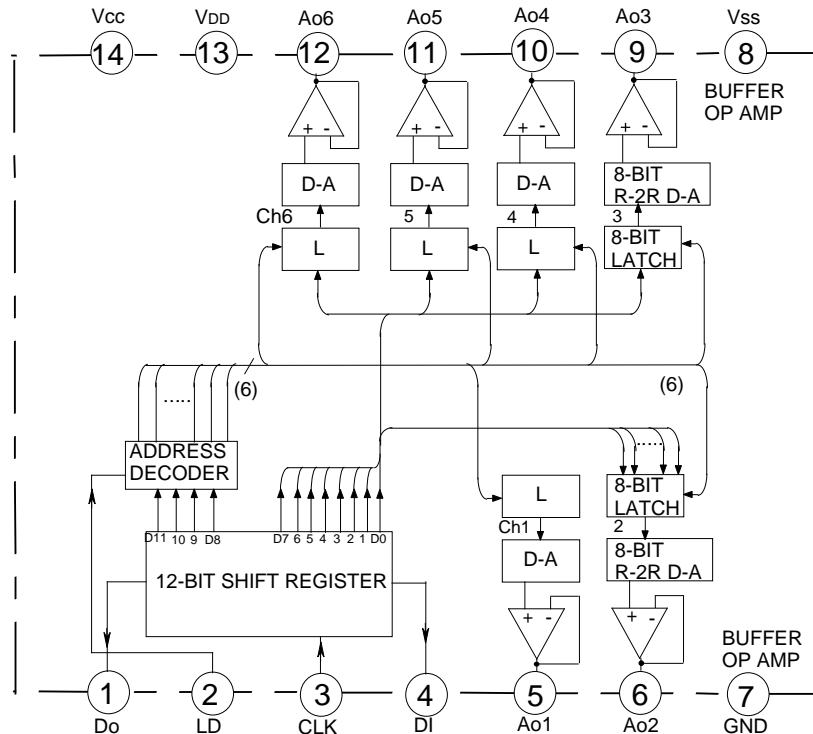 Vcc VDD Ao6 Ao5 Ao4 Ao3 Vss
14 13 12 11 10 9 8
BUFFER
OP AMP
+ - + - + - + -
D-A D-A D-A 8-BIT
R-2R D-A
Ch6 5 4 3
L L L 8-BIT
LATCH
(6) (6)
..... ......
ADDRESS
DECODER
8-BIT
LATCH
L
Ch1 2
D11 10 9 D8 D7 6 5 4 3 2 1 D0
12-BIT SHIFT REGISTER
D-A
8-BIT
R-2R D-A
+ - + -
BUFFER
OP AMP
1 2 3 4 5 6 7
Do LD CLK DI Ao1 Ao2 GND